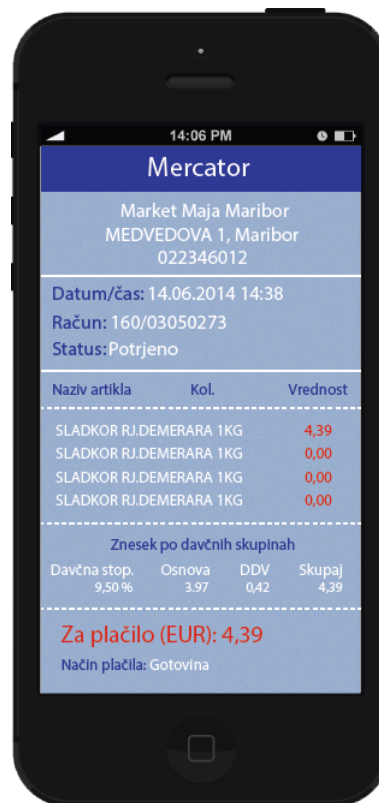 14:06 PM
Mercator
Market Maja Maribor
MEDVEDOVA 1, Maribor
022346012
Datum/čas: 14.06.2014 14:38
Račun: 160/03050273
Status: Potrjeno
Naziv artikla Kol. Vrednost
SLADKOR RJ.DEMERARA 1KG 4,39
SLADKOR RJ.DEMERARA 1KG 0,00
SLADKOR RJ.DEMERARA 1KG 0,00
SLADKOR RJ.DEMERARA 1KG 0,00
Znesek po davčnih skupinah
Davčna stop. Osnova DDV Skupaj
9,50 % 3.97 0,42 4,39
Za plačilo (EUR): 4,39
Način plačila: Gotovina